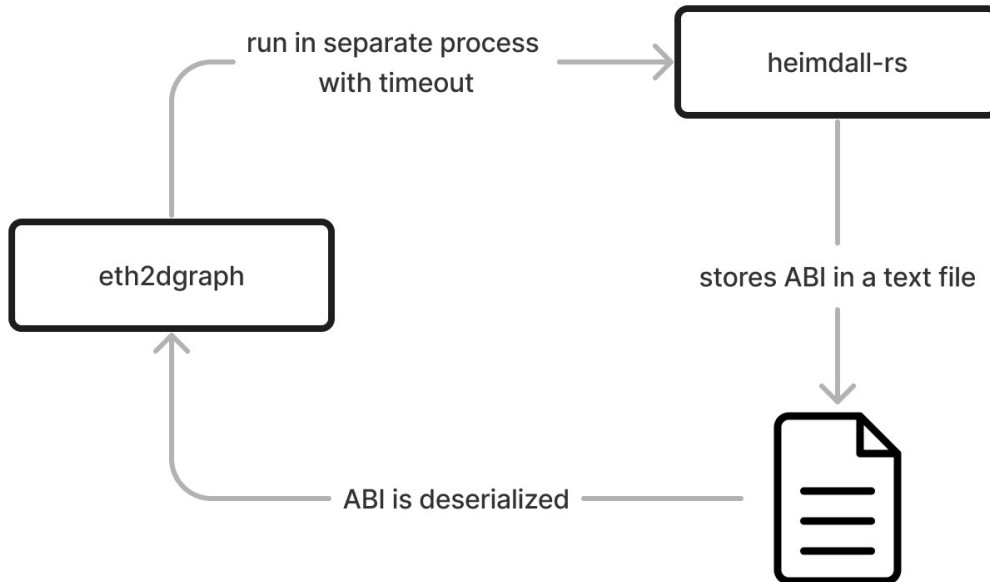 run in separate process
with timeout
heimdall-rs
eth2dgraph
stores ABI in a text file
ABI is deserialized